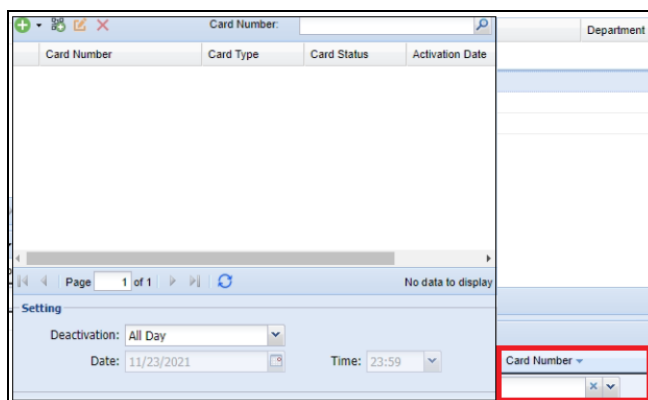 Card Number:
Department
Card Number Card Type Card Status Activation Date
Page 1 of 1 No data to display
Setting
Deactivation: All Day
Date: 11/23/2021 Time: 23:59
Card Number